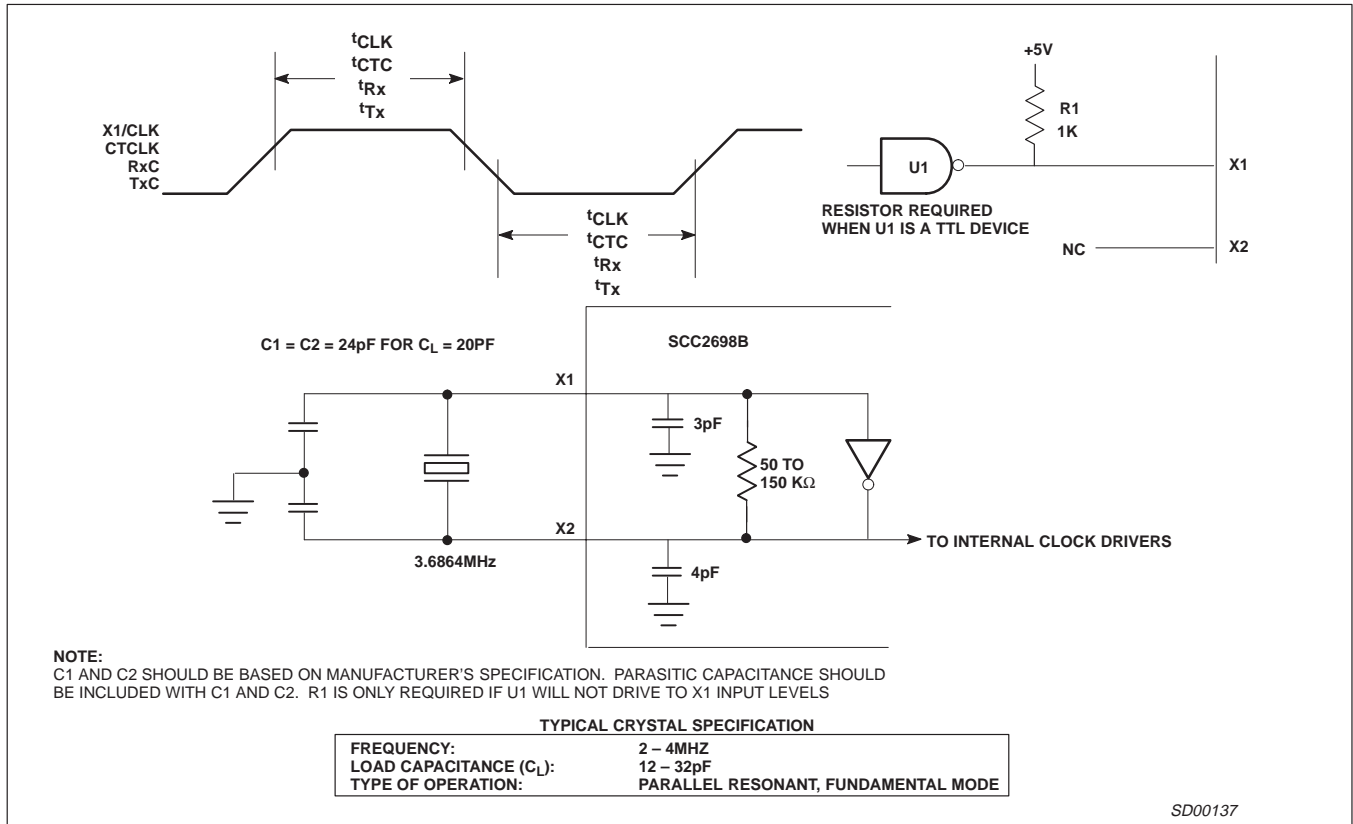 tCLK
tCTC
tRx
tTx
X1/CLK
CTCLK
RxC
TxC
tCLK
tCTC
tRx
tTx
+5V
R1
1K
U1
X1
RESISTOR REQUIRED
WHEN U1 IS A TTL DEVICE
NC
X2
C1 = C2 = 24pF FOR CL = 20PF
SCC2698B
X1
3pF
50 TO
150 KΩ
X2
TO INTERNAL CLOCK DRIVERS
3.6864MHz
4pF
NOTE:
C1 AND C2 SHOULD BE BASED ON MANUFACTURER'S SPECIFICATION. PARASITIC CAPACITANCE SHOULD
BE INCLUDED WITH C1 AND C2. R1 IS ONLY REQUIRED IF U1 WILL NOT DRIVE TO X1 INPUT LEVELS
TYPICAL CRYSTAL SPECIFICATION
FREQUENCY: 2 – 4MHZ
LOAD CAPACITANCE (CL): 12 – 32pF
TYPE OF OPERATION: PARALLEL RESONANT, FUNDAMENTAL MODE
SD00137